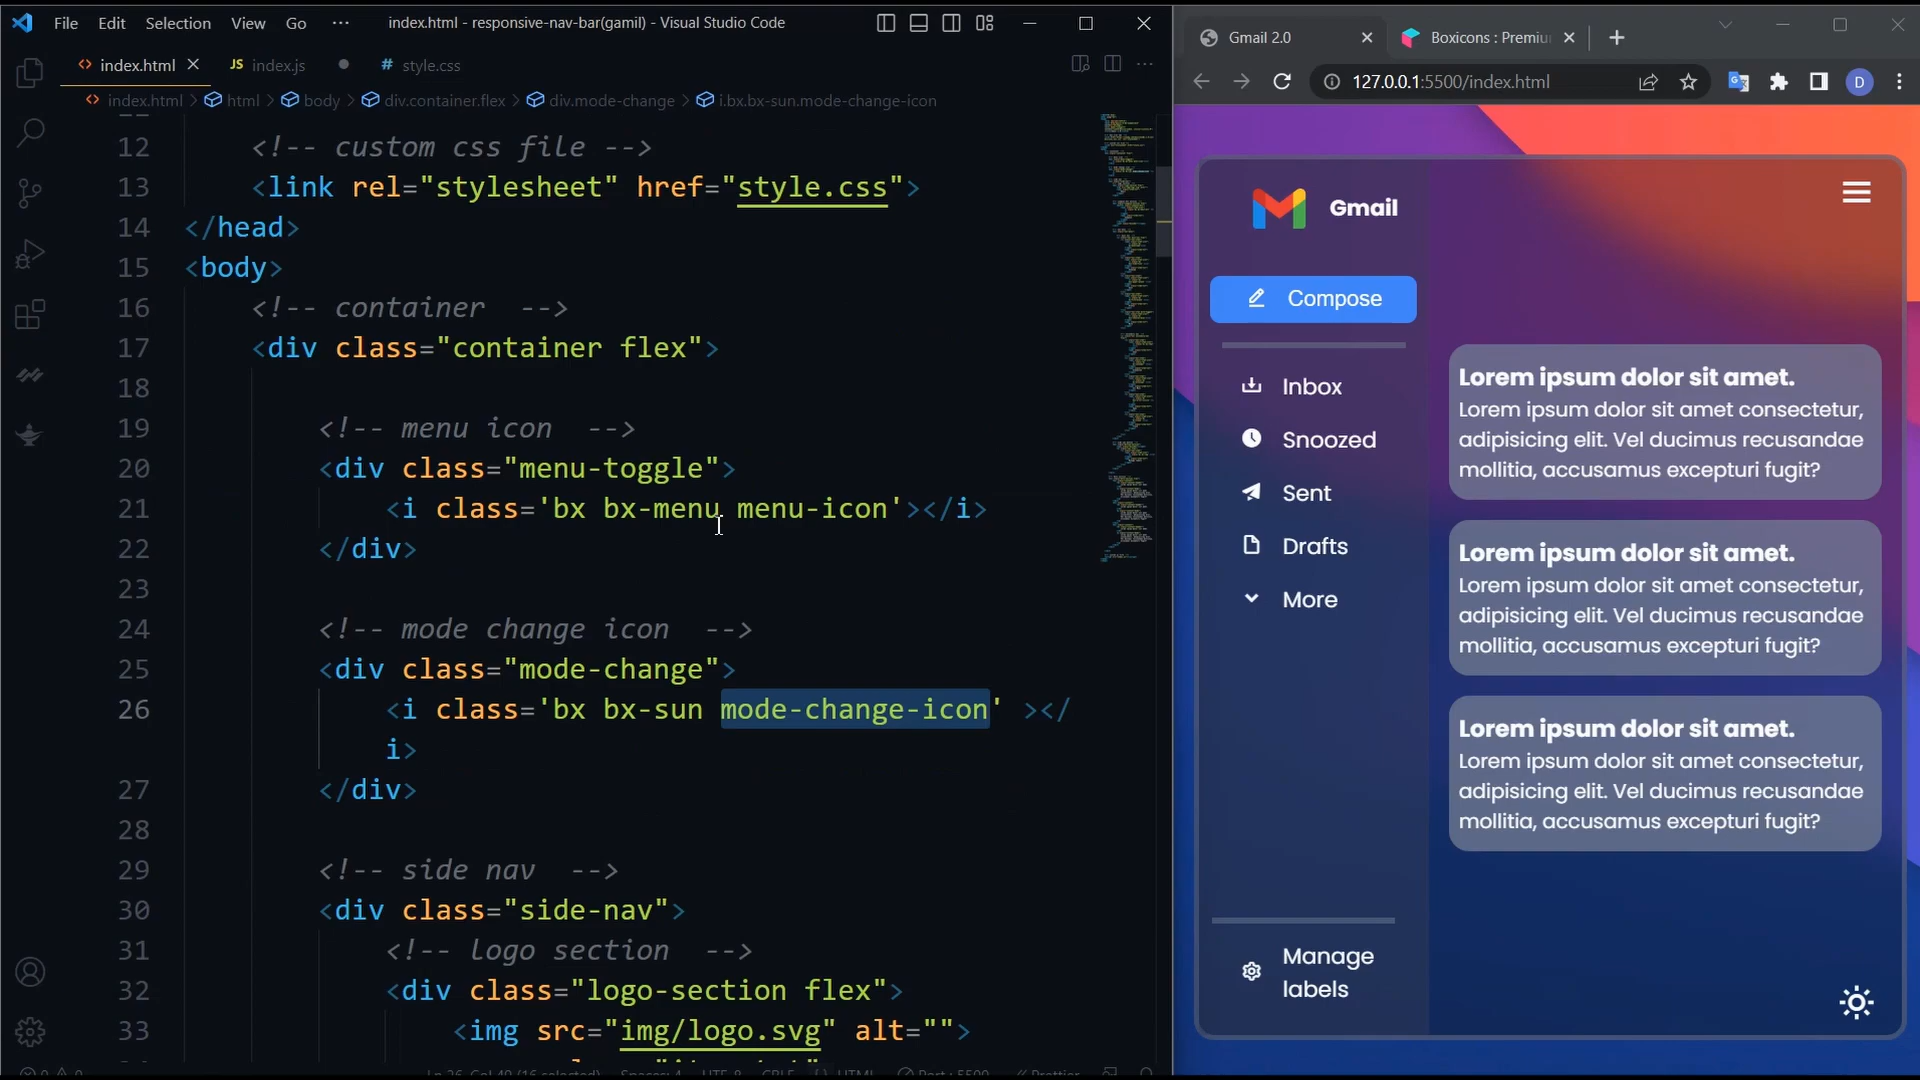 File Edit Selection View Go ··· index.html - responsive-nav-bar(gamil) - Visual Studio Code
<> index.html JS index.js # style.css
<> index.html > html > body > div.container.flex > div.mode-change > i.bx.bx-sun.mode-change-icon
12 <!-- custom css file -->
13 <link rel="stylesheet" href="style.css">
14 </head>
15 <body>
16 <!-- container -->
17 <div class="container flex">
18
19 <!-- menu icon -->
20 <div class="menu-toggle">
21 <i class='bx bx-menu menu-icon'></i>
22 </div>
23
24 <!-- mode change icon -->
25 <div class="mode-change">
26 <i class='bx bx-sun mode-change-icon' ></
i>
27 </div>
28
29 <!-- side nav -->
30 <div class="side-nav">
31 <!-- logo section -->
32 <div class="logo-section flex">
33 <img src="img/logo.svg" alt="">
Gmail 2.0
Boxicons : Premiu
127.0.0.1:5500/index.html
D
Gmail
Compose
Inbox
Snoozed
Sent
Drafts
More
Manage
labels
Lorem ipsum dolor sit amet.
Lorem ipsum dolor sit amet consectetur,
adipisicing elit. Vel ducimus recusandae
mollitia, accusamus excepturi fugit?
Lorem ipsum dolor sit amet.
Lorem ipsum dolor sit amet consectetur,
adipisicing elit. Vel ducimus recusandae
mollitia, accusamus excepturi fugit?
Lorem ipsum dolor sit amet.
Lorem ipsum dolor sit amet consectetur,
adipisicing elit. Vel ducimus recusandae
mollitia, accusamus excepturi fugit?